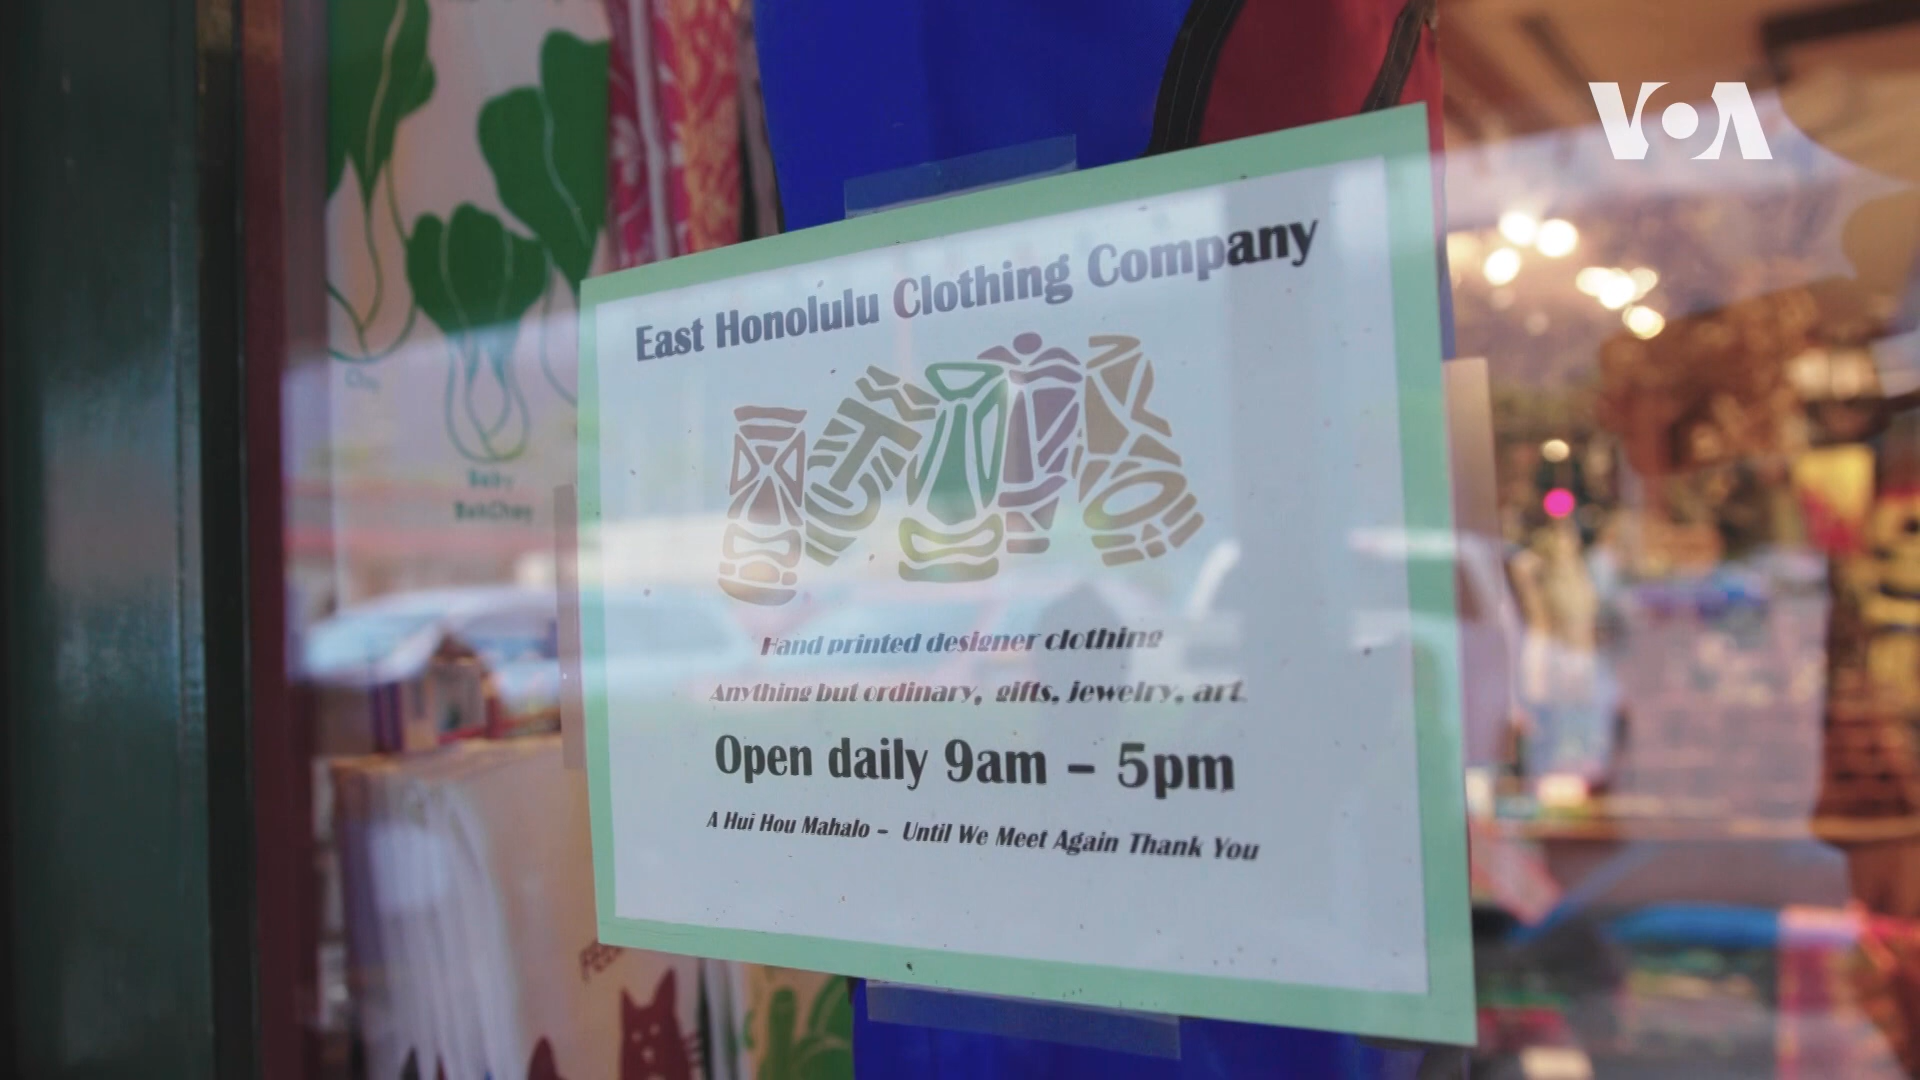 VOA
East Honolulu Clothing Company
Hand printed designer clothing
Anything but ordinary, gifts, jewelry, art
Open daily 9am – 5pm
A Hui Hou Mahalo – Until We Meet Again Thank You
Baby
BokChoy